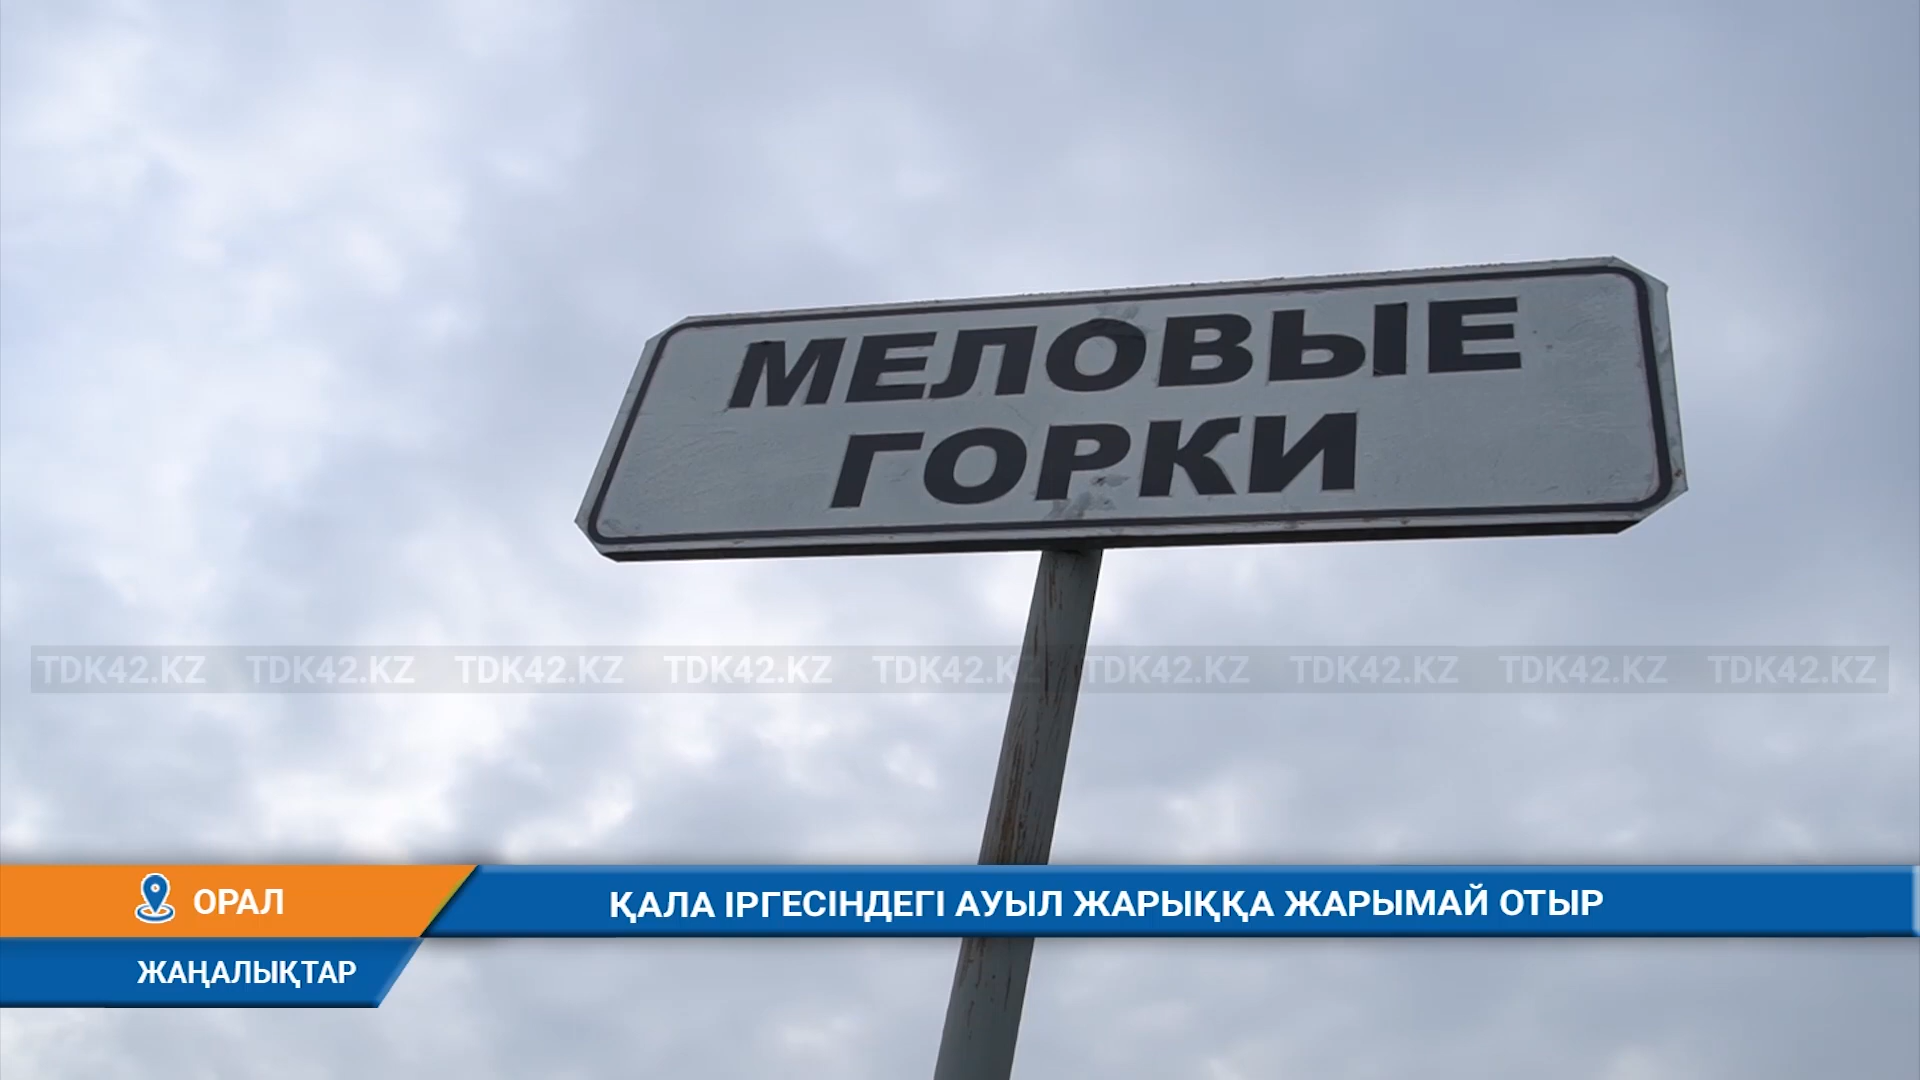 МЕЛОВЫЕ
ГОРКИ
TDK42.KZ TDK42.KZ TDK42.KZ TDK42.KZ TDK42.KZ TDK42.KZ TDK42.KZ TDK42.KZ TDK42.KZ
ОРАЛ
ҚАЛА ІРГЕСІНДЕГІ АУЫЛ ЖАРЫҚҚА ЖАРЫМАЙ ОТЫР
ЖАҢАЛЫҚТАР